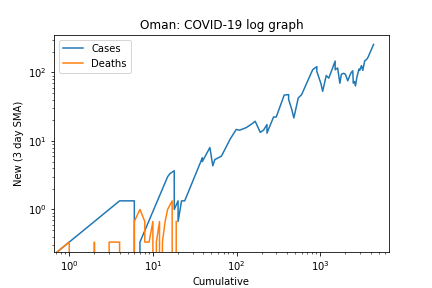 Oman: COVID-19 log graph
Cases
Deaths
New (3 day SMA)
10²
10¹
10⁰
10⁰ 10¹ 10² 10³
Cumulative